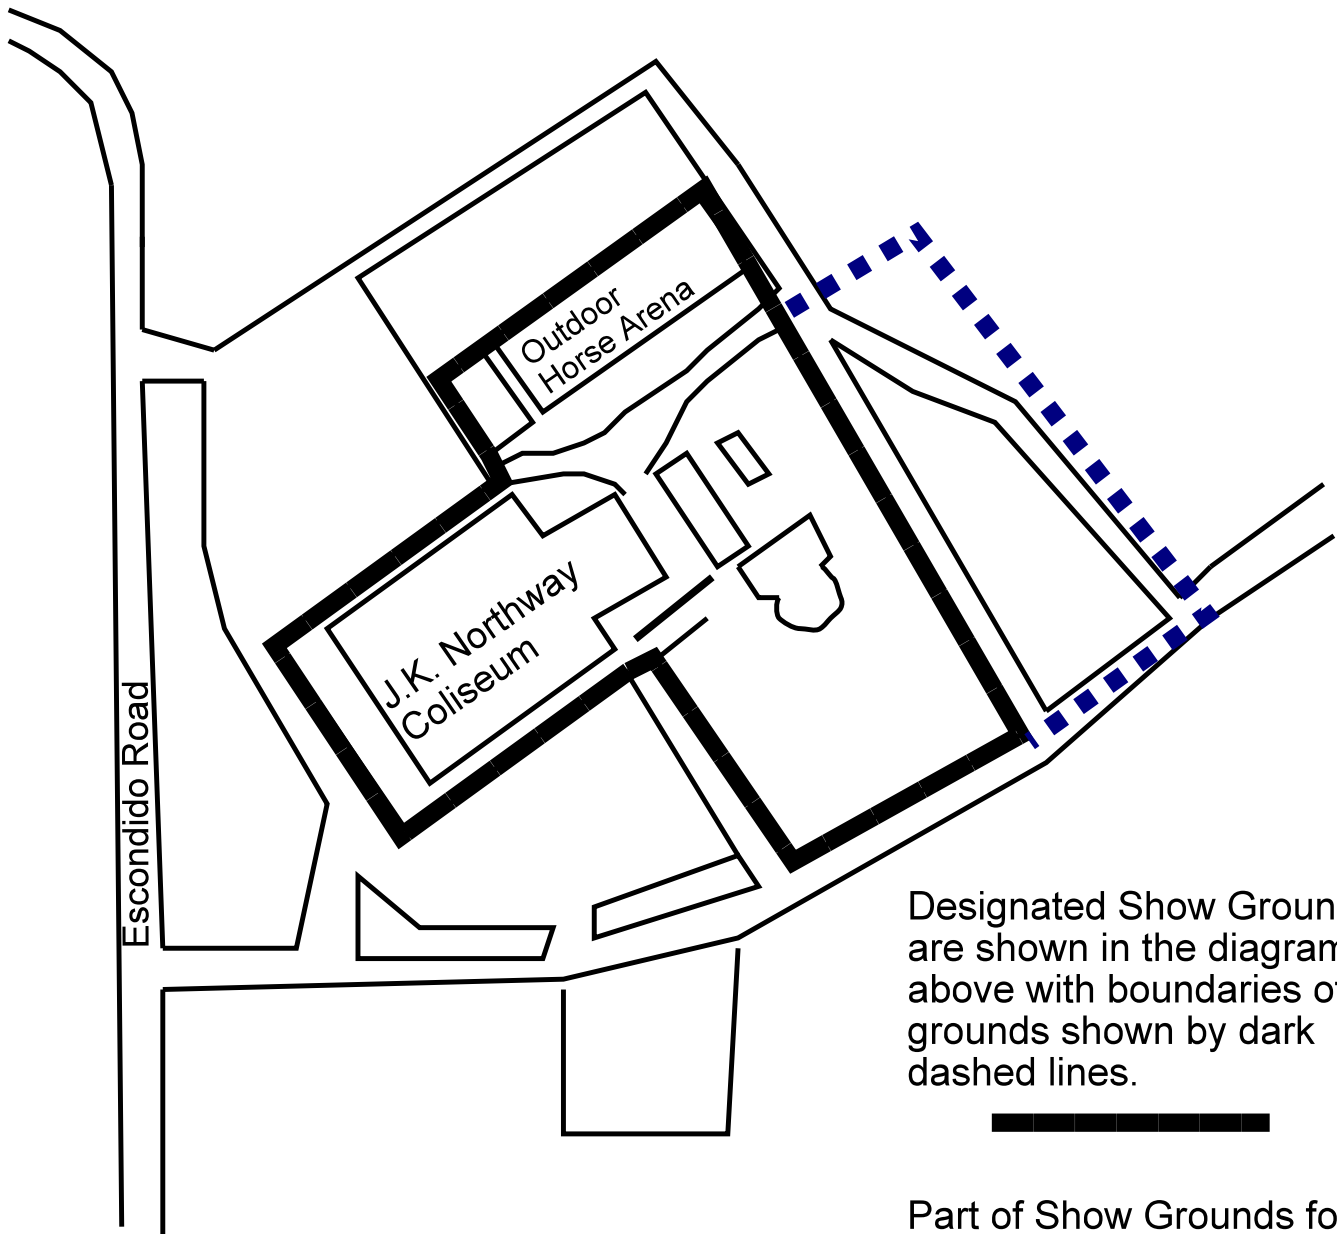 Outdoor
Horse Arena
J.K. Northway
Coliseum
Escondido Road
Designated Show Groun
are shown in the diagram
above with boundaries of
grounds shown by dark
dashed lines.
Part of Show Grounds fo